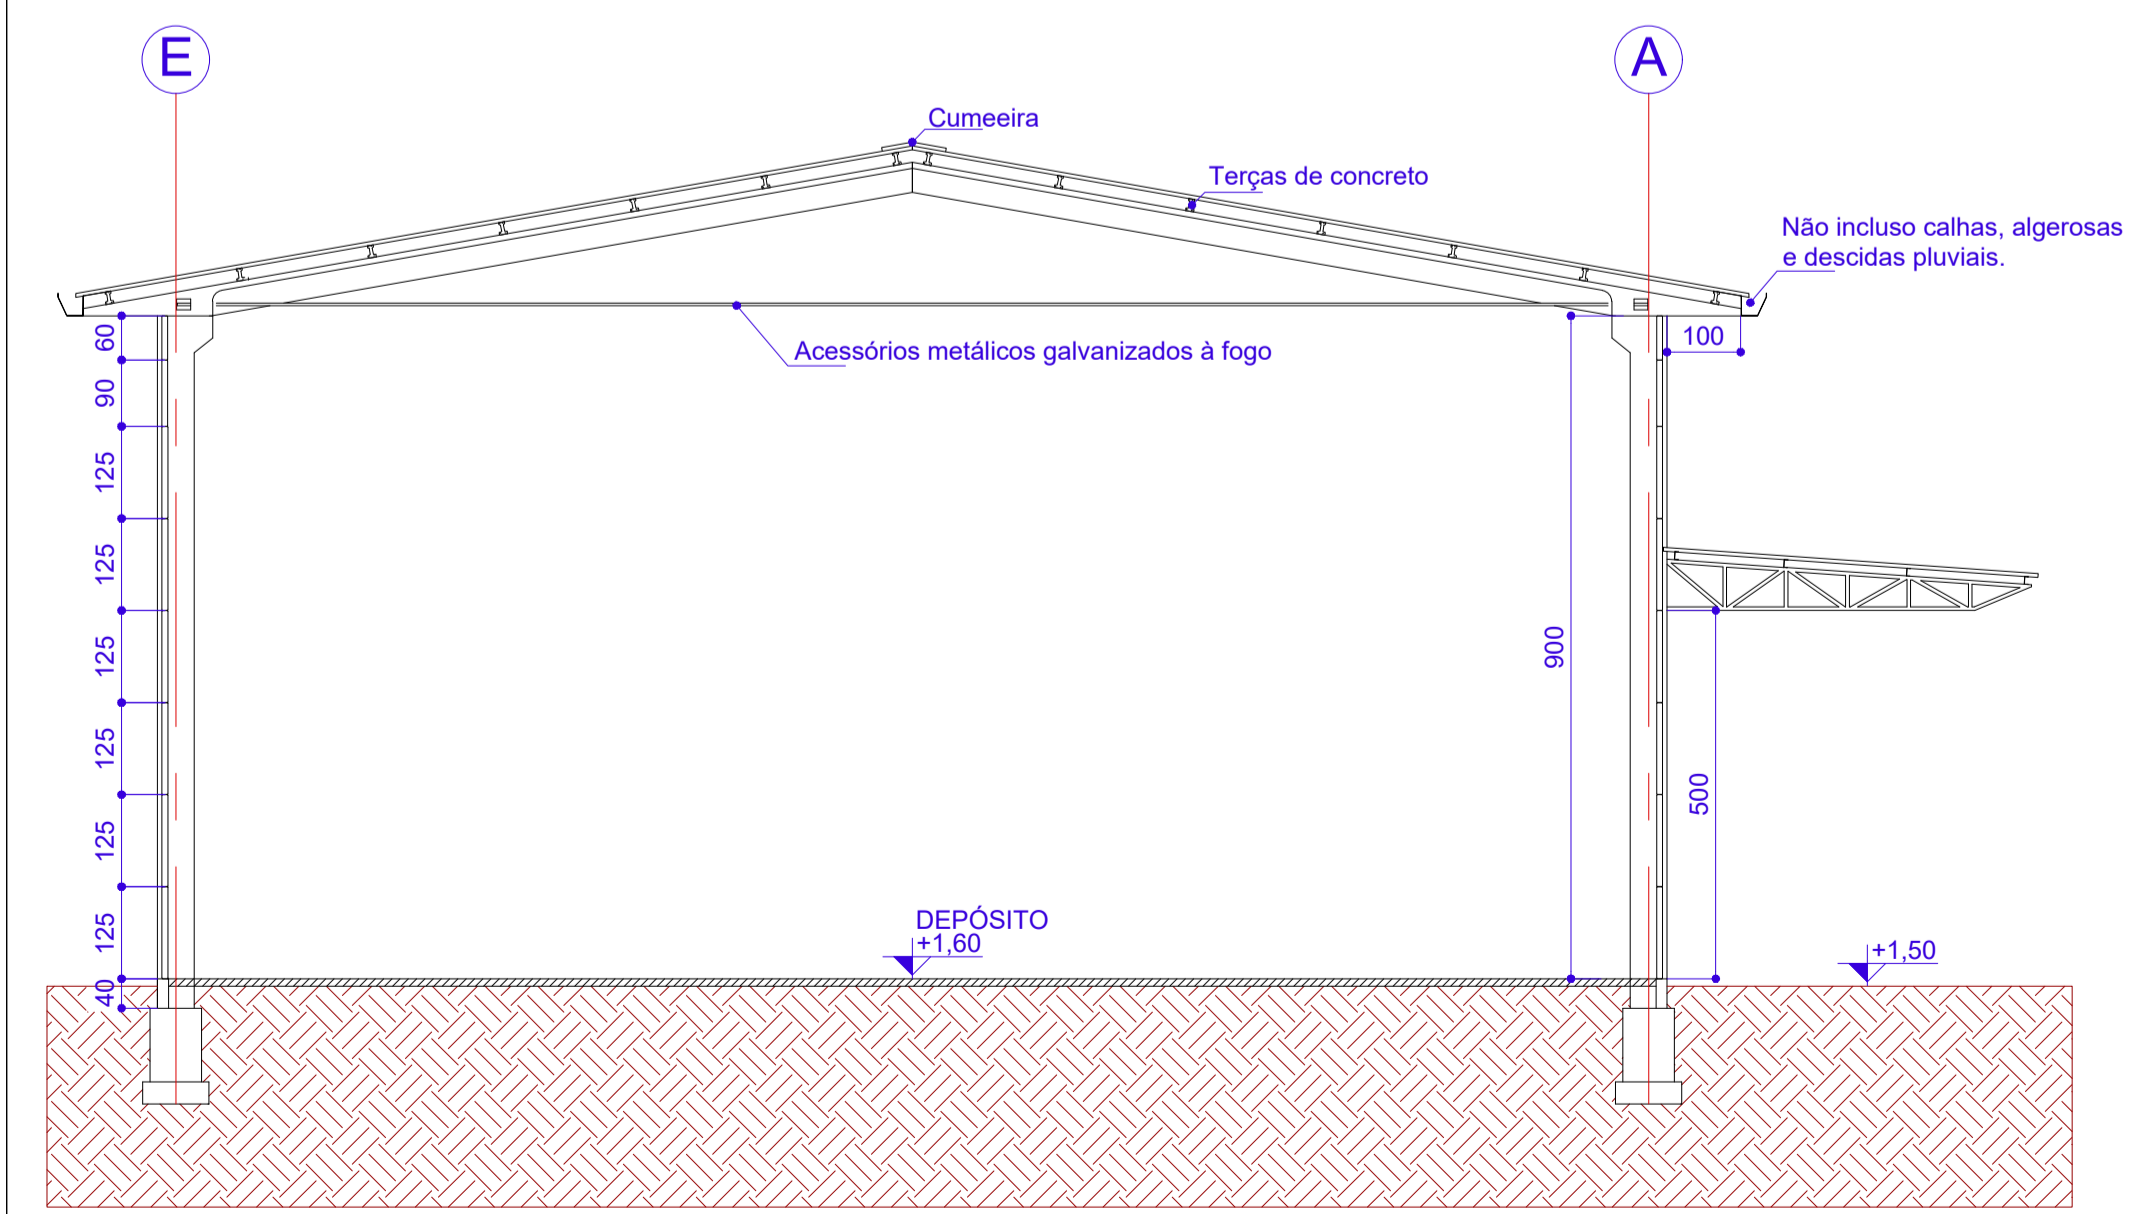 E
A
Cumeeira
Terças de concreto
Não incluso calhas, algerosas
e descidas pluviais.
Acessórios metálicos galvanizados à fogo
100
60
90
125
125
125
125
125
125
40
900
500
DEPÓSITO
+1,60
+1,50